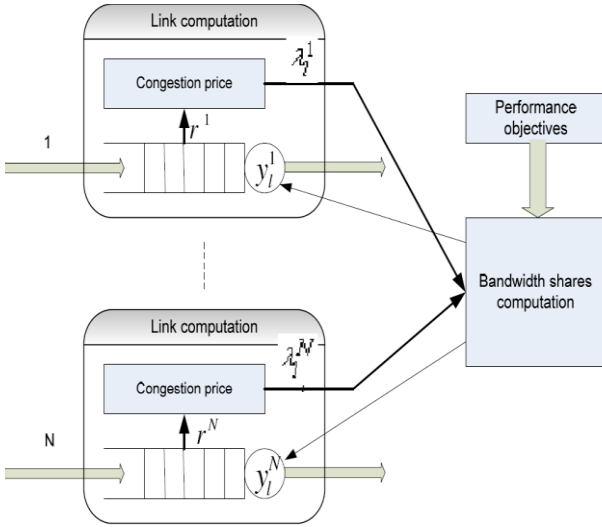 Link computation
λ_l^1
Congestion price
Performance
objectives
1
r^1
y_l^1
Bandwidth shares
computation
Link computation
λ_l^N
Congestion price
N
r^N
y_l^N